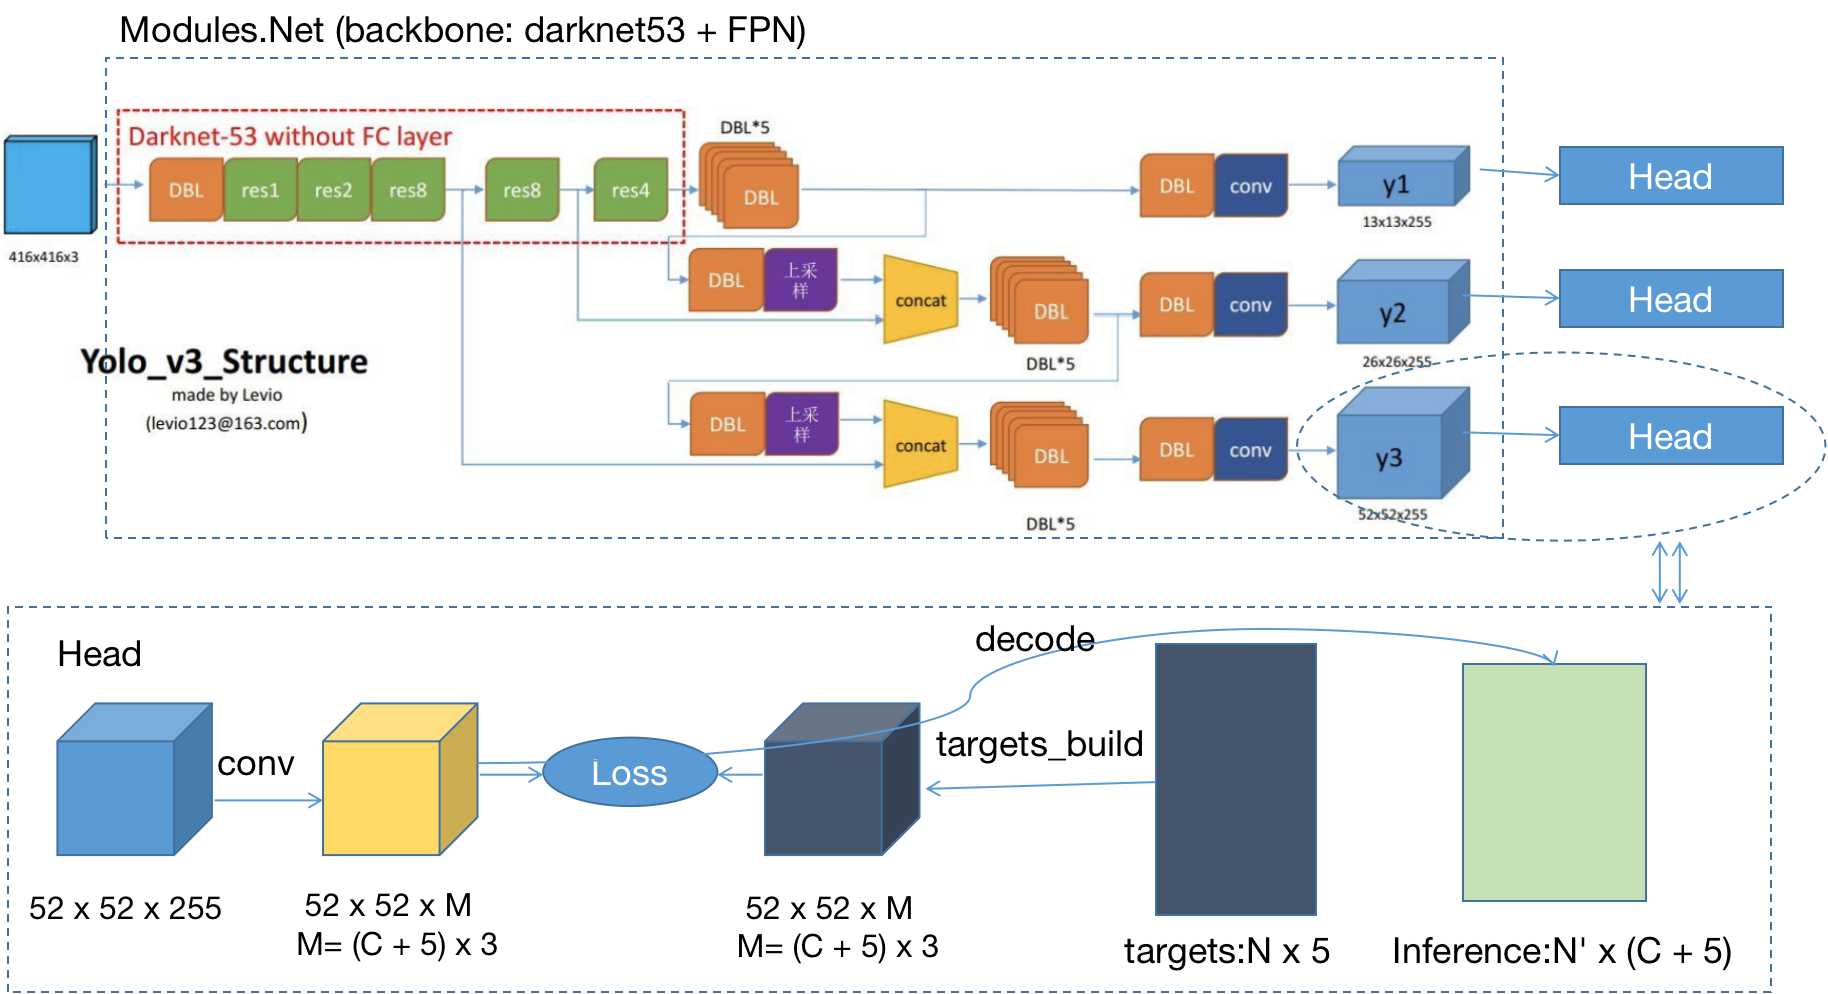 Modules.Net (backbone: darknet53 + FPN)
Darknet-53 without FC layer
DBL*5
DBL
res1
res2
res8
res8
res4
DBL
DBL
conv
y1
Head
13x13x255
416x416x3
DBL
上采
样
concat
DBL
DBL*5
DBL
conv
y2
Head
26x26x255
Yolo_v3_Structure
made by Levio
(levio123@163.com)
DBL
上采
样
concat
DBL
DBL*5
DBL
conv
y3
Head
52x52x255
Head
decode
conv
Loss
targets_build
52 x 52 x 255
52 x 52 x M
M= (C + 5) x 3
52 x 52 x M
M= (C + 5) x 3
targets:N x 5
Inference:N' x (C + 5)